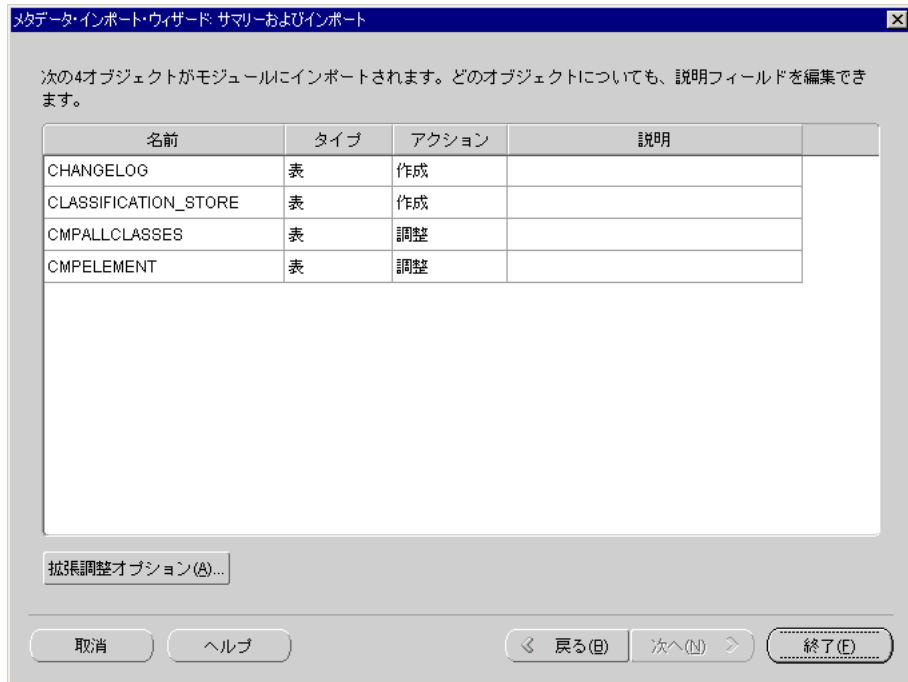 メタデータ・インポート・ウィザード: サマリーおよびインポート
次の4オブジェクトがモジュールにインポートされます。どのオブジェクトについても、説明フィールドを編集でき
ます。
名前 タイプ アクション 説明
CHANGELOG 表 作成
CLASSIFICATION_STORE 表 作成
CMPALLCLASSES 表 調整
CMPELEMENT 表 調整
拡張調整オプション(A)...
取消 ヘルプ 戻る(B) 次へ(N) 終了(F)